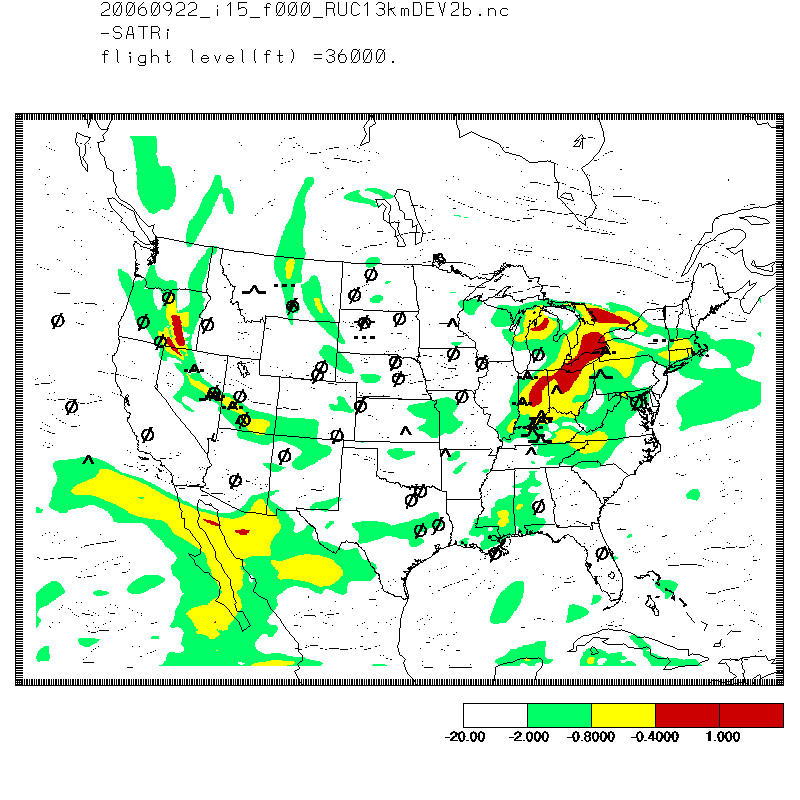 20060922_i15_f000_RUC13kmDEV2b.nc
-SATRi
flight level(ft) =36000.
-20.00 -2.000 -0.8000 -0.4000 1.000